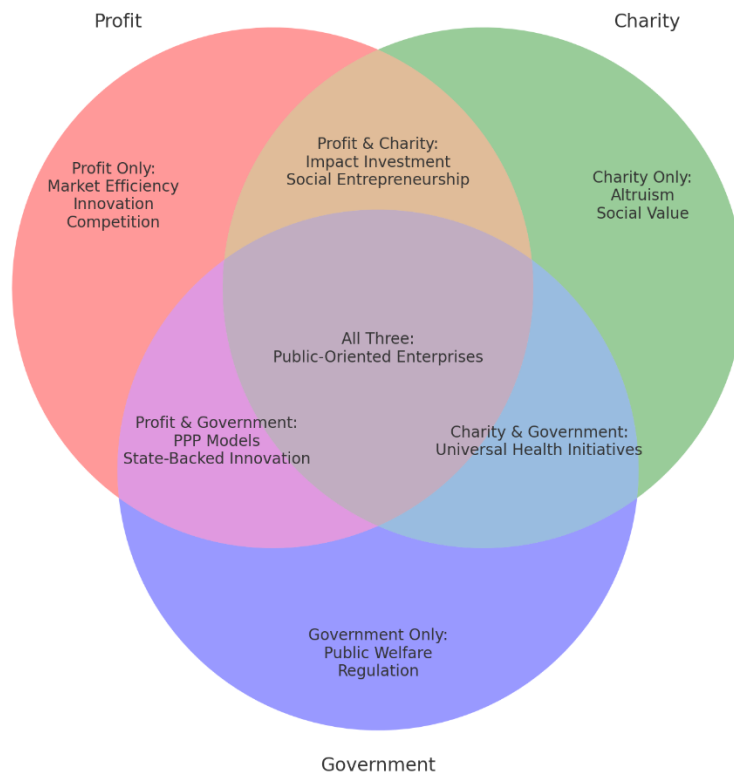 Profit
Charity
Profit Only:
Market Efficiency
Innovation
Competition
Profit & Charity:
Impact Investment
Social Entrepreneurship
Charity Only:
Altruism
Social Value
All Three:
Public-Oriented Enterprises
Profit & Government:
PPP Models
State-Backed Innovation
Charity & Government:
Universal Health Initiatives
Government Only:
Public Welfare
Regulation
Government